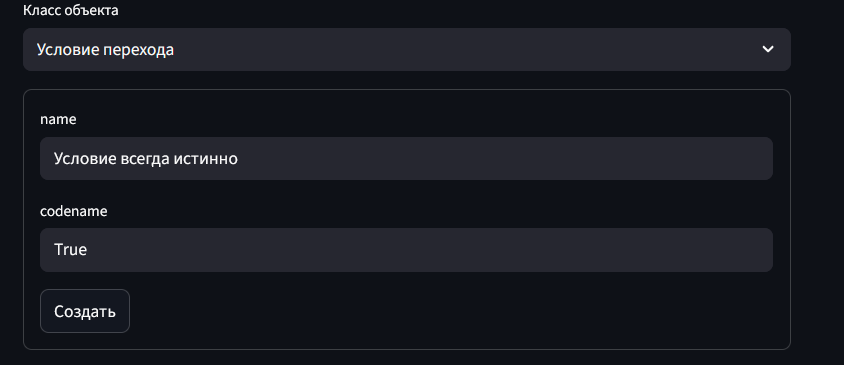 Класс объекта
Условие перехода
name
Условие всегда истинно
codename
True
Создать